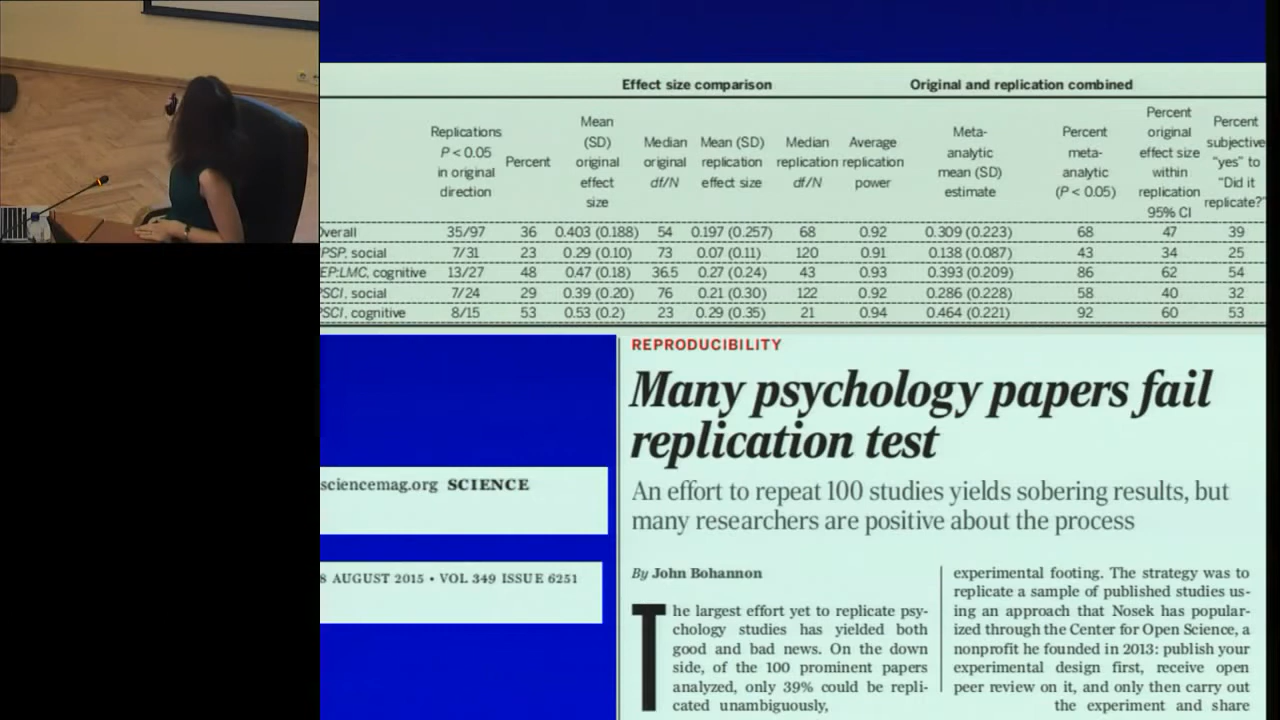 Effect size comparison Original and replication combined
Replications P < 0.05 in original direction
Percent
Mean (SD) original effect size
Median original df/N
Mean (SD) replication effect size
Median replication df/N
Average replication power
Meta-analytic mean (SD) estimate
Percent meta-analytic (P < 0.05)
Percent original effect size within replication 95% CI
Percent subjective "yes" to "Did it replicate?"
Overall 35/97 36 0.403 (0.188) 54 0.197 (0.257) 68 0.92 0.309 (0.223) 68 47 39
PSP, social 7/31 23 0.29 (0.10) 73 0.07 (0.11) 120 0.91 0.138 (0.087) 43 34 25
EP:LMC, cognitive 13/27 48 0.47 (0.18) 36.5 0.27 (0.24) 43 0.93 0.393 (0.209) 86 62 54
SCI, social 7/24 29 0.39 (0.20) 76 0.21 (0.30) 122 0.92 0.286 (0.228) 58 40 32
SCI, cognitive 8/15 53 0.53 (0.2) 23 0.29 (0.35) 21 0.94 0.464 (0.221) 92 60 53
sciencemag.org SCIENCE
8 AUGUST 2015 • VOL 349 ISSUE 6251
REPRODUCIBILITY
Many psychology papers fail
replication test
An effort to repeat 100 studies yields sobering results, but
many researchers are positive about the process
By John Bohannon
The largest effort yet to replicate psy-
chology studies has yielded both
good and bad news. On the down
side, of the 100 prominent papers
analyzed, only 39% could be repli-
cated unambiguously,
experimental footing. The strategy was to
replicate a sample of published studies us-
ing an approach that Nosek has popular-
ized through the Center for Open Science, a
nonprofit he founded in 2013: publish your
experimental design first, receive open
peer review on it, and only then carry out
the experiment and share